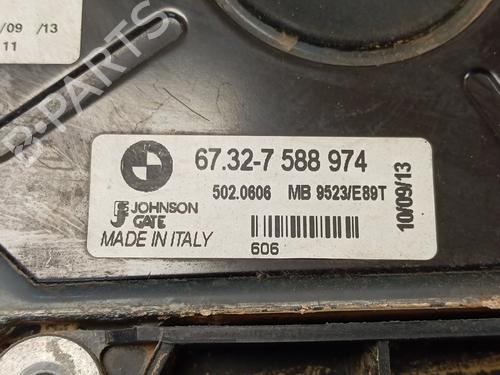 /09 /13
11
B-PARTS
67.32-7 588 974
502.0606 MB 9523/E89T
10/09/13
JOHNSON
GATE
MADE IN ITALY
606